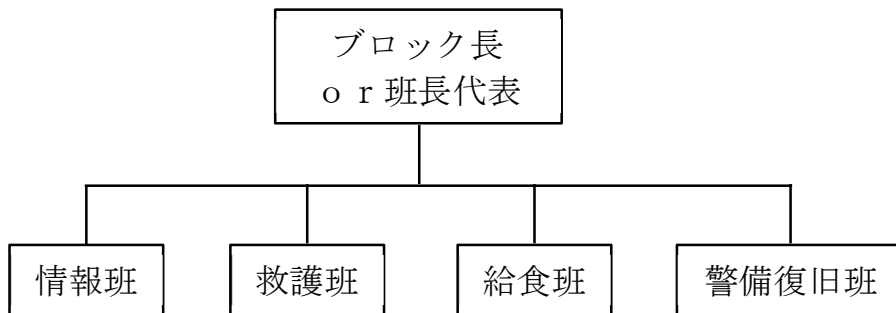 ブロック長
ｏｒ班長代表
情報班
救護班
給食班
警備復旧班